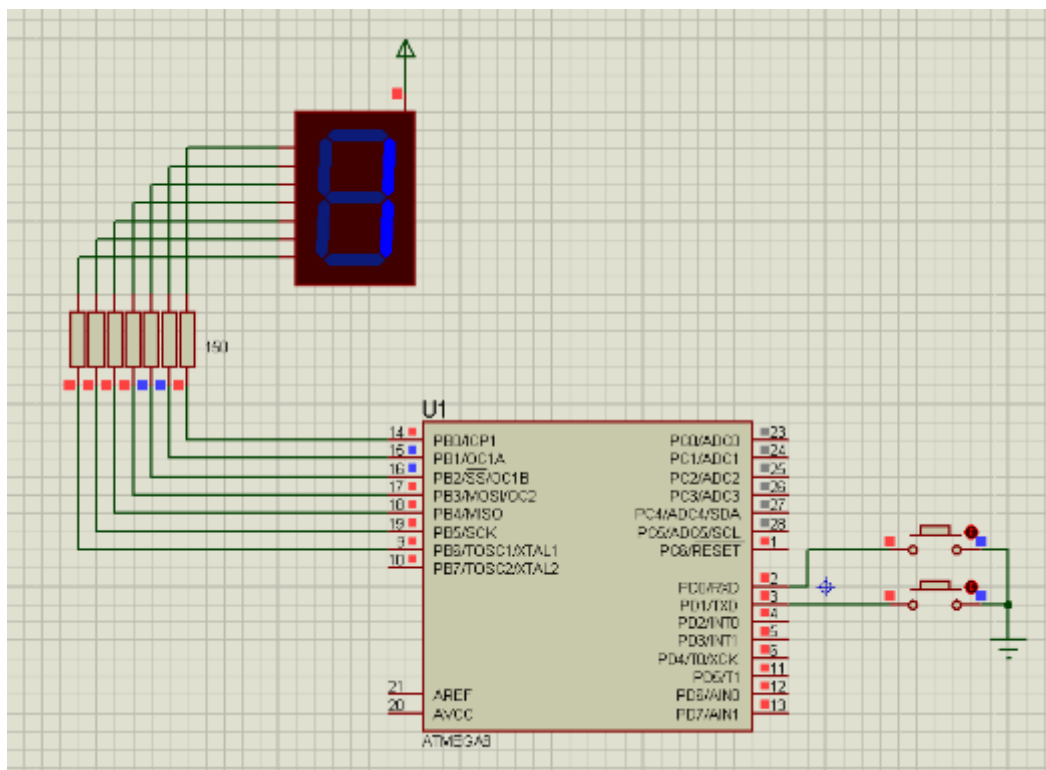 150
U1
14 PB0/ICP1
15 PB1/OC1A
16 PB2/SS/OC1B
17 PB3/MOSI/OC2
18 PB4/MISO
19 PB5/SCK
9 PB6/TOSC1/XTAL1
10 PB7/TOSC2/XTAL2
21 AREF
20 AVCC
PC0/ADC0 23
PC1/ADC1 24
PC2/ADC2 25
PC3/ADC3 26
PC4/ADC4/SDA 27
PC5/ADC5/SCL 28
PC6/RESET 1
PD0/RXD 2
PD1/TXD 3
PD2/INT0 4
PD3/INT1 5
PD4/T0/XCK 6
PD5/T1 11
PD6/AIN0 12
PD7/AIN1 13
ATMEGA8